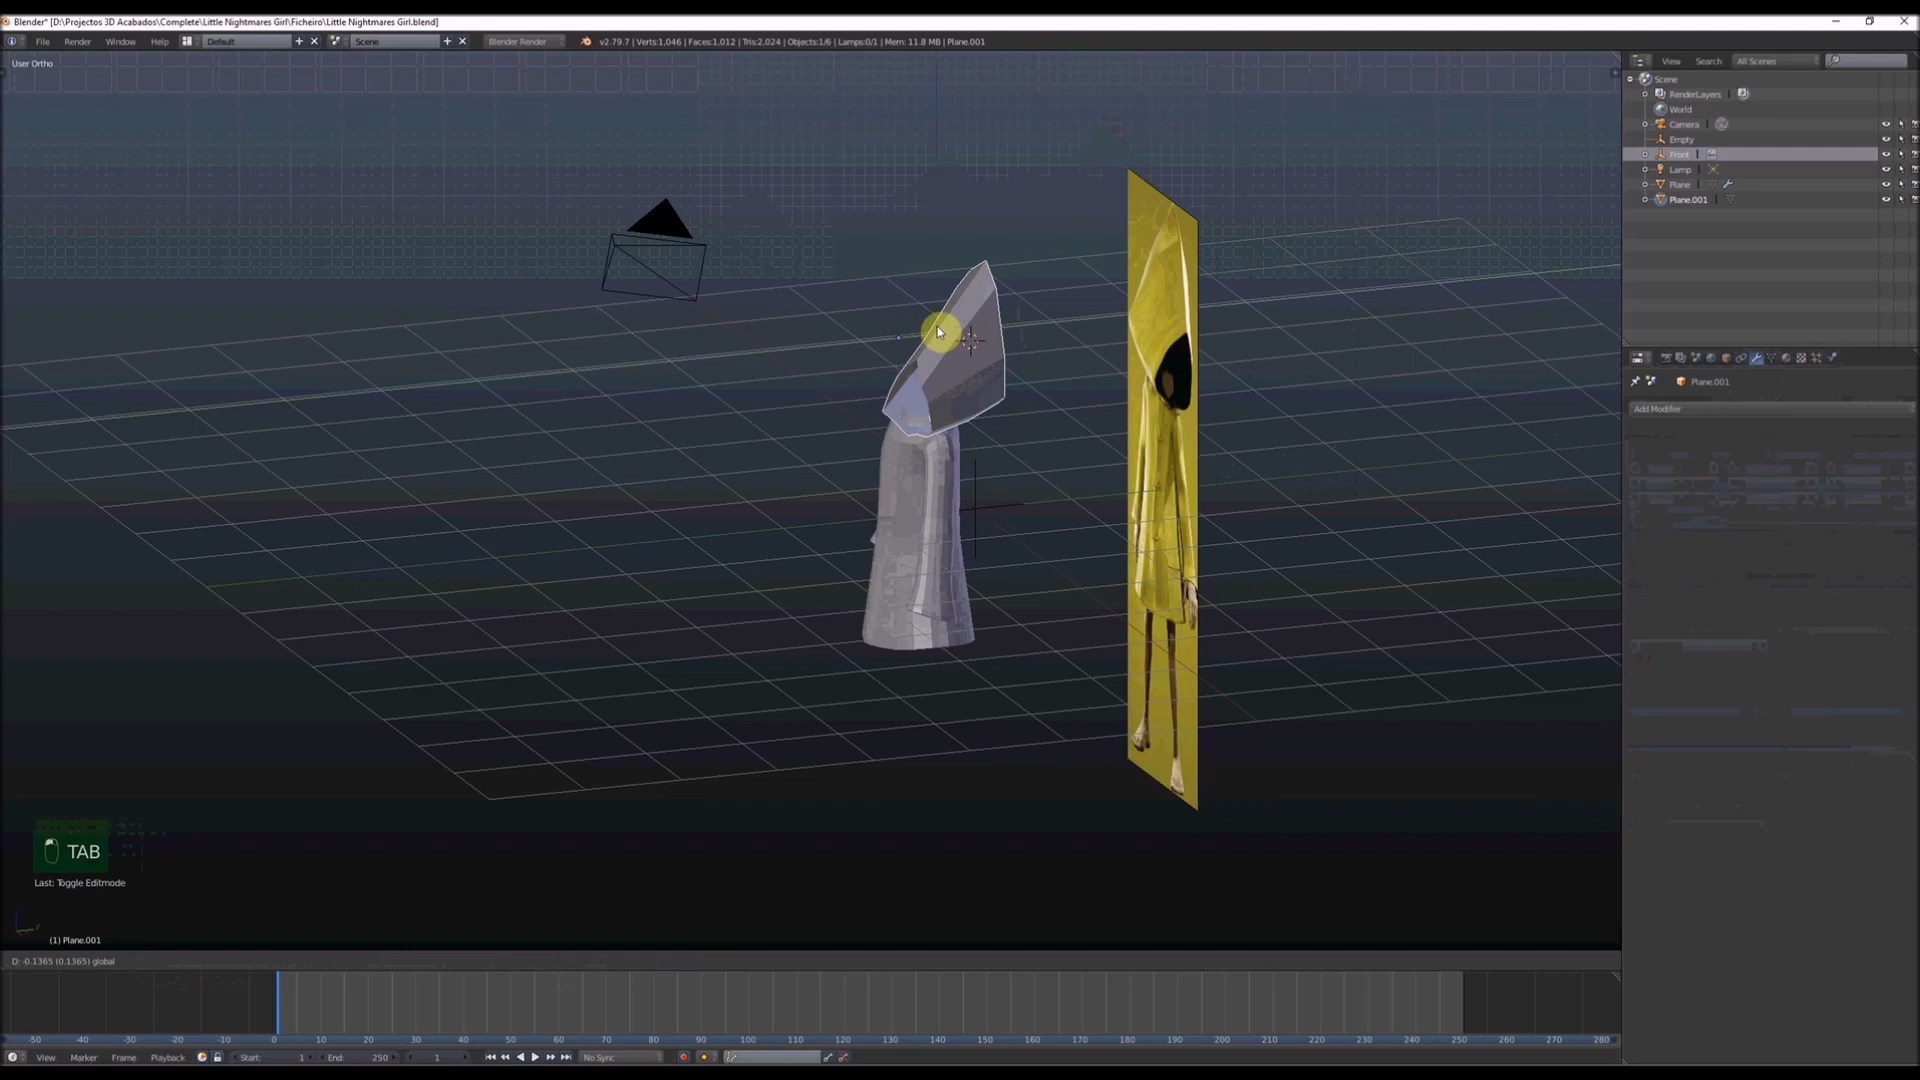 Blender* [D:\Projectos 3D Acabados\Complete\Little Nightmares Girl\Ficheiro\Little Nightmares Girl.blend]
File Render Window Help Default Scene Blender Render v2.79.7 | Verts:1,046 | Faces:1,012 | Tris:2,024 | Objects:1/6 | Lamps:0/1 | Mem: 11.8 MB | Plane.001
User Ortho
View Search All Scenes
Scene
RenderLayers
World
Camera
Empty
Front
Lamp
Plane
Plane.001
Plane.001
Add Modifier
TAB
Last: Toggle Editmode
(1) Plane.001
D: -0.1365 (0.1365) global
-50 -40 -30 -20 -10 0 10 20 30 40 50 60 70 80 90 100 110 120 130 140 150 160 170 180 190 200 210 220 230 240 250 260 270 280
View Marker Frame Playback Start: 1 End: 250 1 No Sync